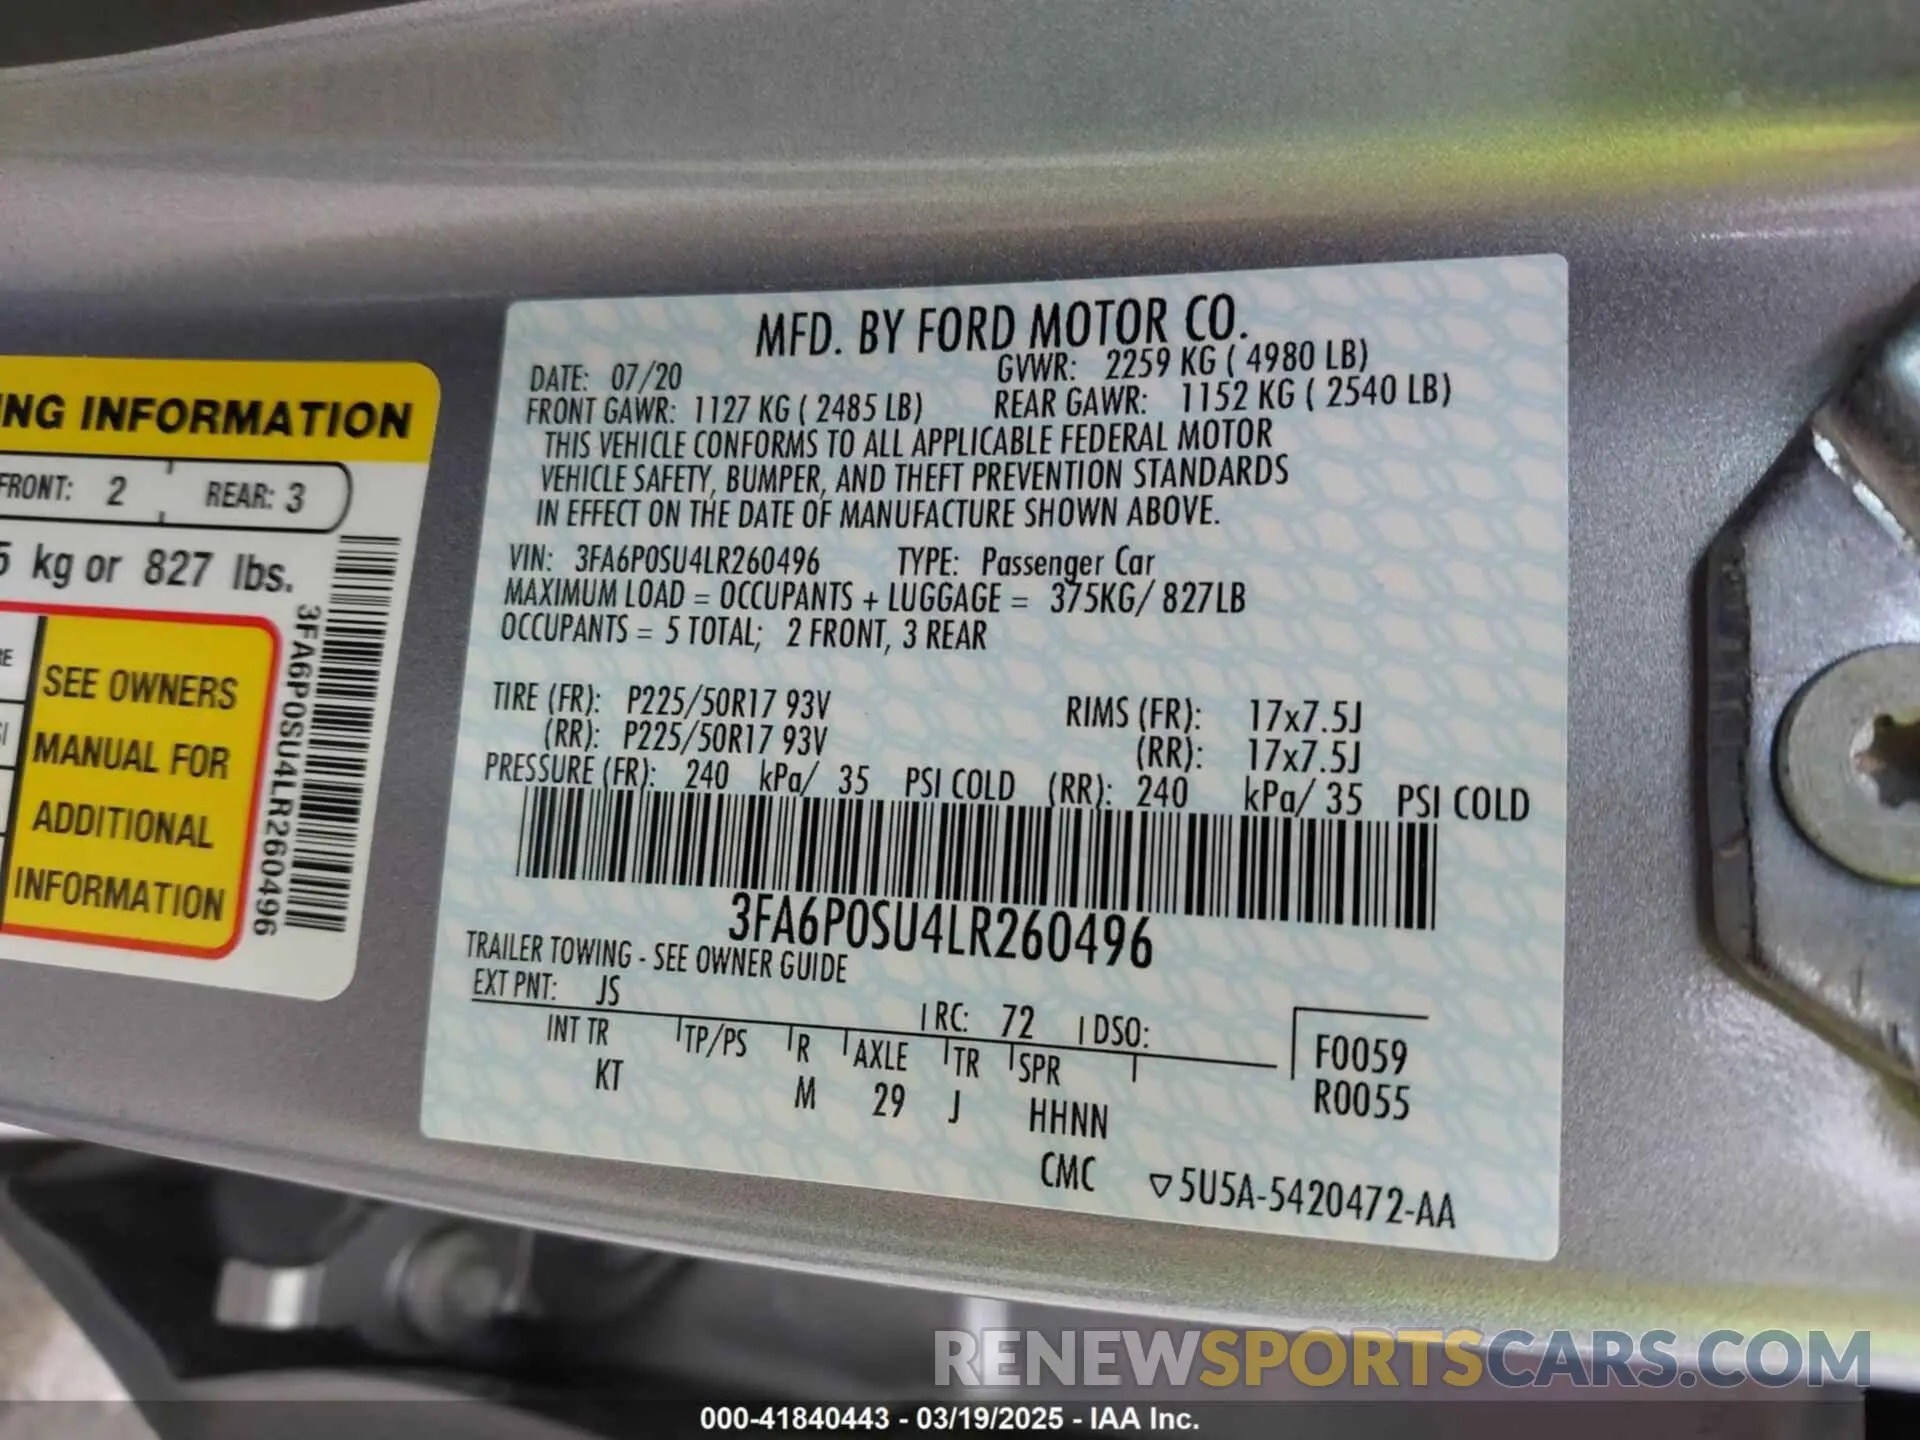 NG INFORMATION
FRONT: 2 REAR: 3
5 kg or 827 lbs.
SEE OWNERS
MANUAL FOR
ADDITIONAL
INFORMATION
3FA6P0SU4LR260496
MFD. BY FORD MOTOR CO.
DATE: 07/20 GVWR: 2259 KG ( 4980 LB)
FRONT GAWR: 1127 KG ( 2485 LB) REAR GAWR: 1152 KG ( 2540 LB)
THIS VEHICLE CONFORMS TO ALL APPLICABLE FEDERAL MOTOR
VEHICLE SAFETY, BUMPER, AND THEFT PREVENTION STANDARDS
IN EFFECT ON THE DATE OF MANUFACTURE SHOWN ABOVE.
VIN: 3FA6P0SU4LR260496 TYPE: Passenger Car
MAXIMUM LOAD = OCCUPANTS + LUGGAGE = 375KG/ 827LB
OCCUPANTS = 5 TOTAL; 2 FRONT, 3 REAR
TIRE (FR): P225/50R17 93V RIMS (FR): 17x7.5J
(RR): P225/50R17 93V (RR): 17x7.5J
PRESSURE (FR): 240 kPa/ 35 PSI COLD (RR): 240 kPa/ 35 PSI COLD
3FA6P0SU4LR260496
TRAILER TOWING - SEE OWNER GUIDE
EXT PNT: JS RC: 72 DSO:
INT TR TP/PS R AXLE TR SPR
KT M 29 J HHNN
F0059
R0055
CMC ▽5U5A-5420472-AA
RENEWSPORTSCARS.COM
000-41840443 - 03/19/2025 - IAA Inc.